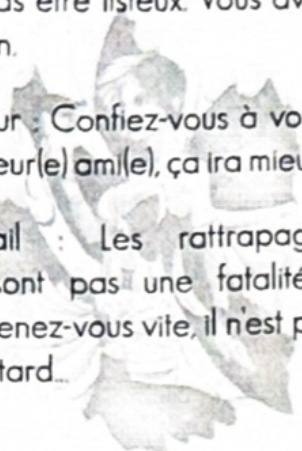 as être listeux. Vous av
n.
ur : Confiez-vous à vo
eur(e) ami(e), ça ira mieu
ail : Les rattrapag
sont pas une fatalité
enez-vous vite, il n'est p
tard...